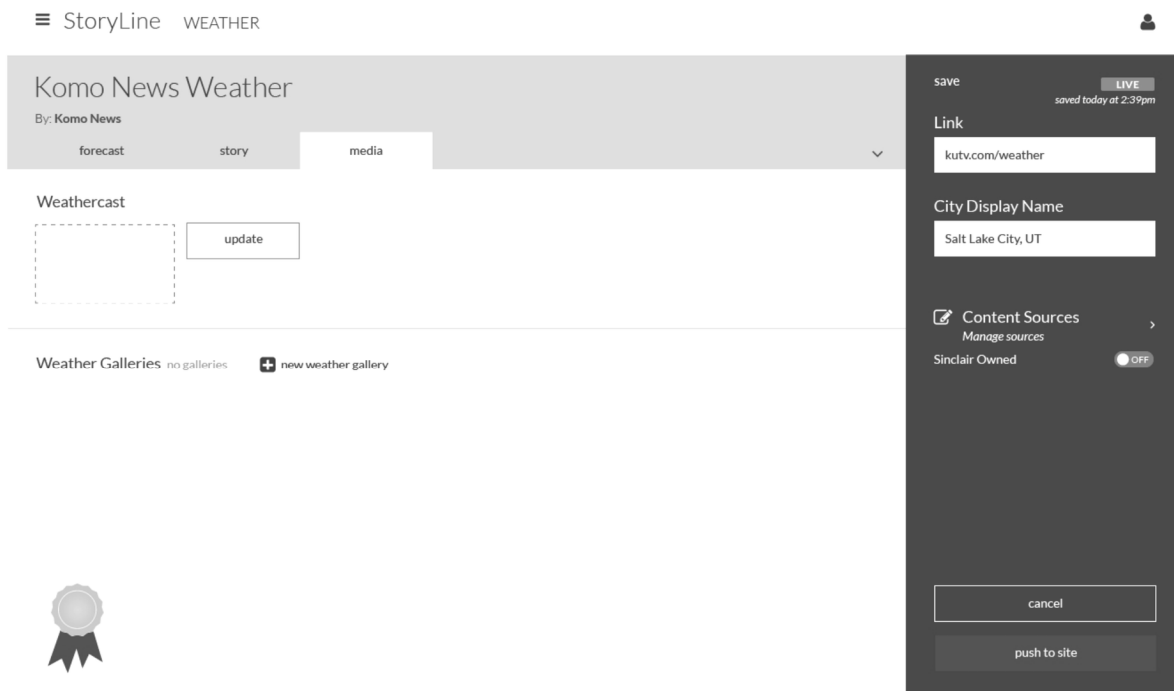 StoryLine WEATHER
Komo News Weather
By: Komo News
forecast story media
Weathercast
update
Weather Galleries no galleries new weather gallery
save LIVE
saved today at 2:39pm
Link
kutv.com/weather
City Display Name
Salt Lake City, UT
Content Sources
Manage sources
Sinclair Owned OFF
cancel
push to site